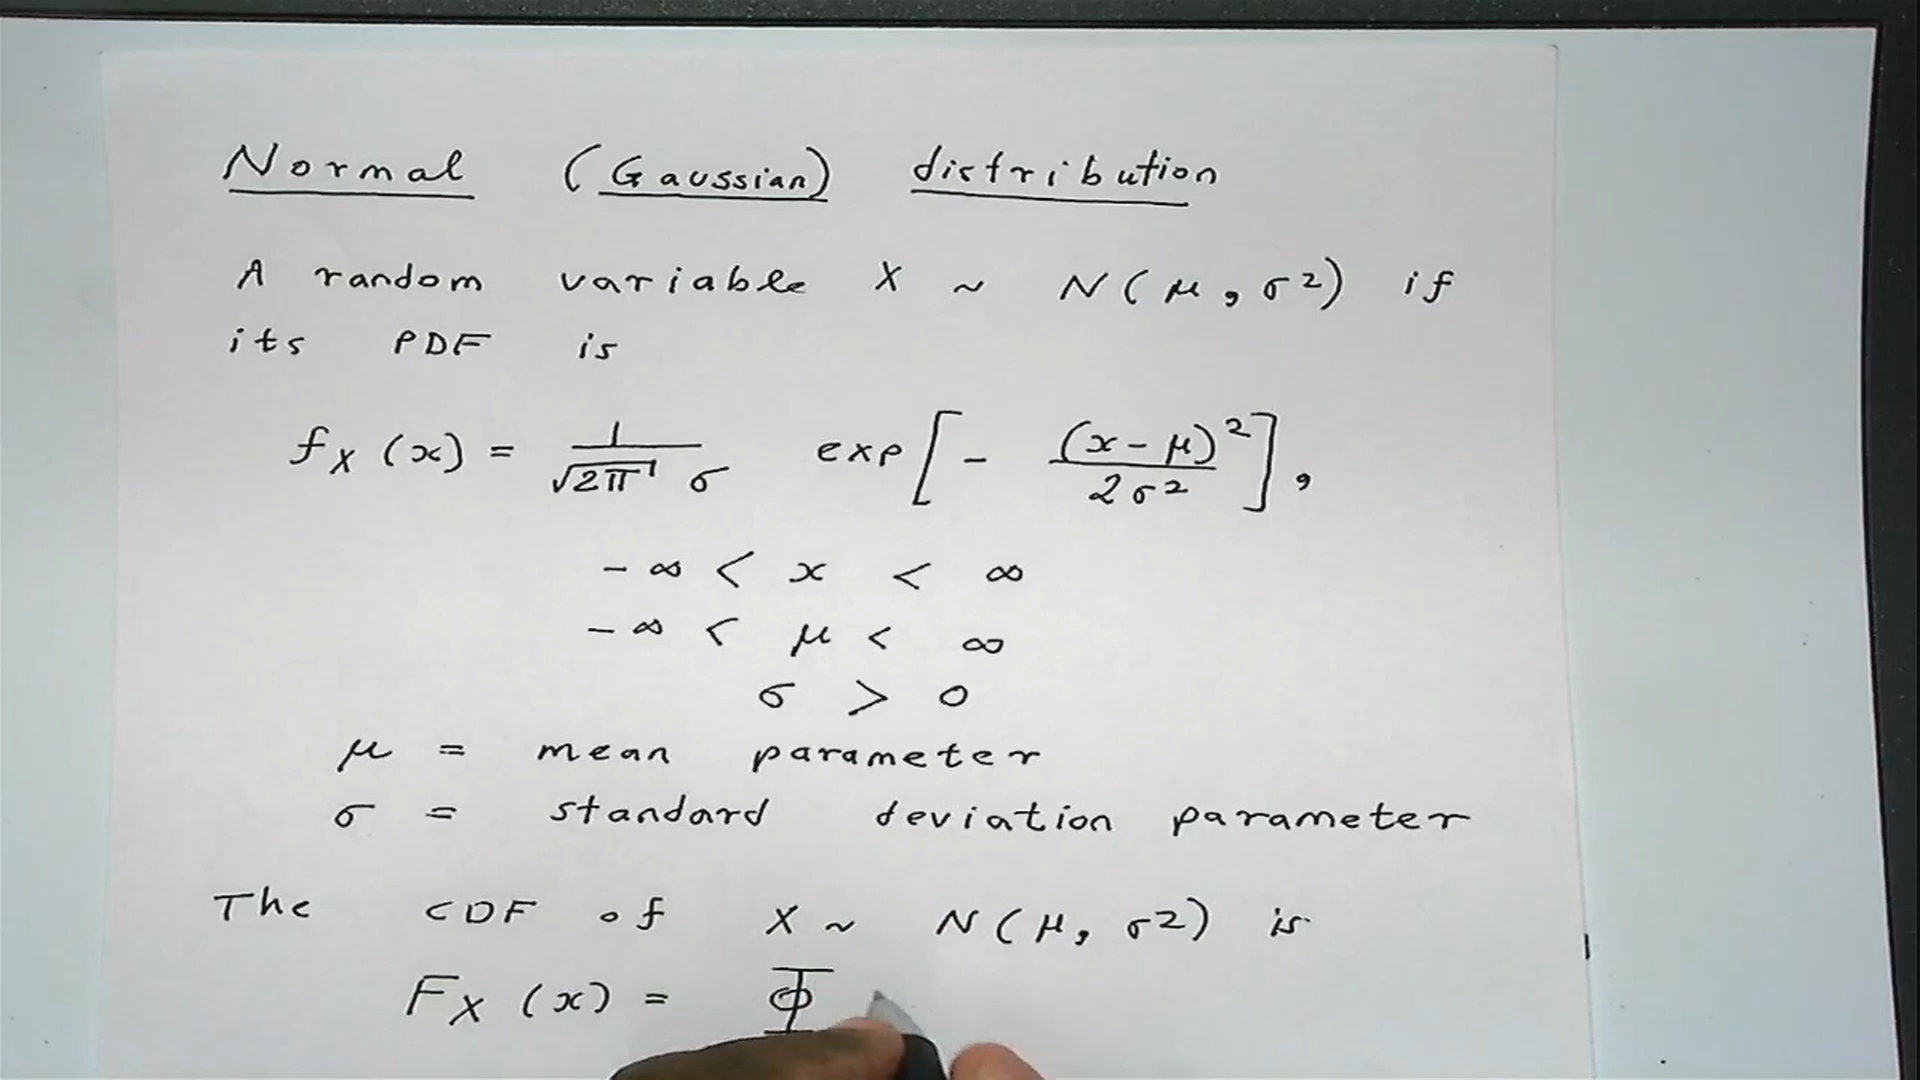 Normal (Gaussian) distribution
A random variable X ~ N(μ, σ²) if
its PDF is
f_X (x) = 1/(√2π σ) exp[- (x-μ)²/2σ²],
-∞ < x < ∞
-∞ < μ < ∞
σ > 0
μ = mean parameter
σ = standard deviation parameter
The CDF of X ~ N(μ, σ²) is
F_X (x) = Φ